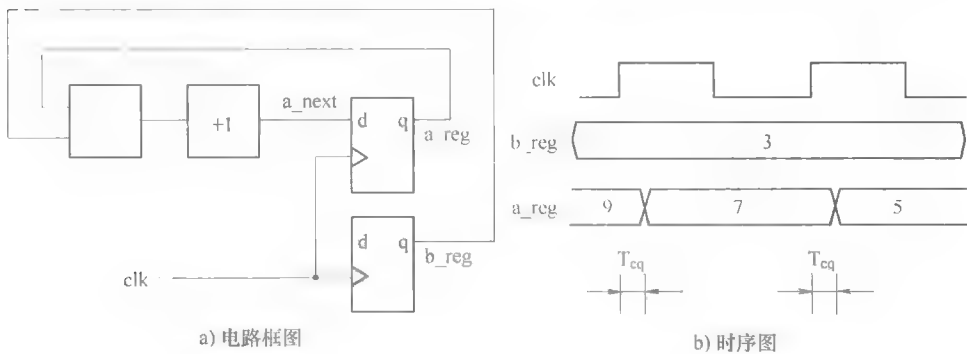 a_next
+1
d q
a_reg
d q
b_reg
clk
a) 电路框图
clk
b_reg
3
a_reg
9 7 5
Tcq Tcq
b) 时序图